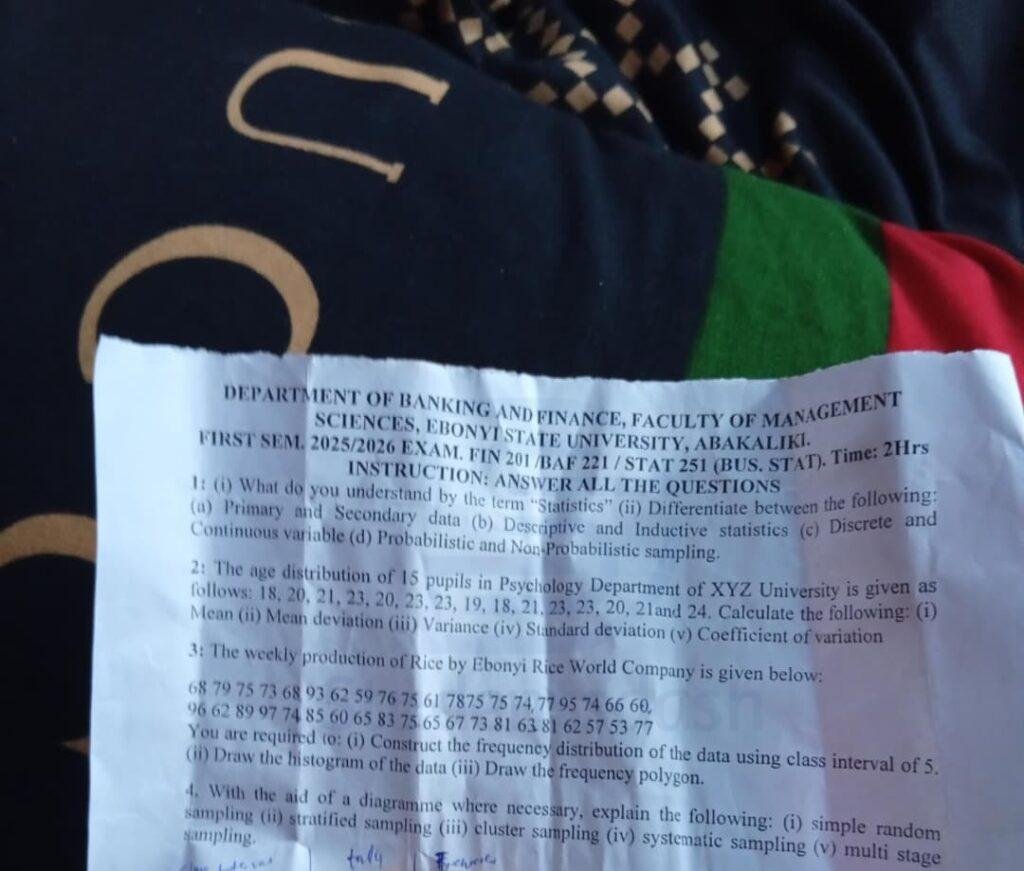 U
DEPARTMENT OF BANKING AND FINANCE, FACULTY OF MANAGEMENT
SCIENCES, EBONYI STATE UNIVERSITY, ABAKALIKI.
FIRST SEM. 2025/2026 EXAM. FIN 201 /BAF 221 / STAT 251 (BUS. STAT). Time: 2Hrs
INSTRUCTION: ANSWER ALL THE QUESTIONS
1: (i) What do you understand by the term “Statistics” (ii) Differentiate between the following:
(a) Primary and Secondary data (b) Descriptive and Inductive statistics (c) Discrete and
Continuous variable (d) Probabilistic and Non-Probabilistic sampling.
2: The age distribution of 15 pupils in Psychology Department of XYZ University is given as
follows: 18, 20, 21, 23, 20, 23, 23, 19, 18, 21, 23, 23, 20, 21and 24. Calculate the following: (i)
Mean (ii) Mean deviation (iii) Variance (iv) Standard deviation (v) Coefficient of variation
3: The weekly production of Rice by Ebonyi Rice World Company is given below:
68 79 75 73 68 93 62 59 76 75 61 7875 75 74, 77 95 74 66 60,
96 62 89 97 74 85 60 65 83 75 65 67 73 81 63 81 62 57 53 77
You are required to: (i) Construct the frequency distribution of the data using class interval of 5.
(ii) Draw the histogram of the data (iii) Draw the frequency polygon.
4. With the aid of a diagramme where necessary, explain the following: (i) simple random
sampling (ii) stratified sampling (iii) cluster sampling (iv) systematic sampling (v) multi stage
sampling.